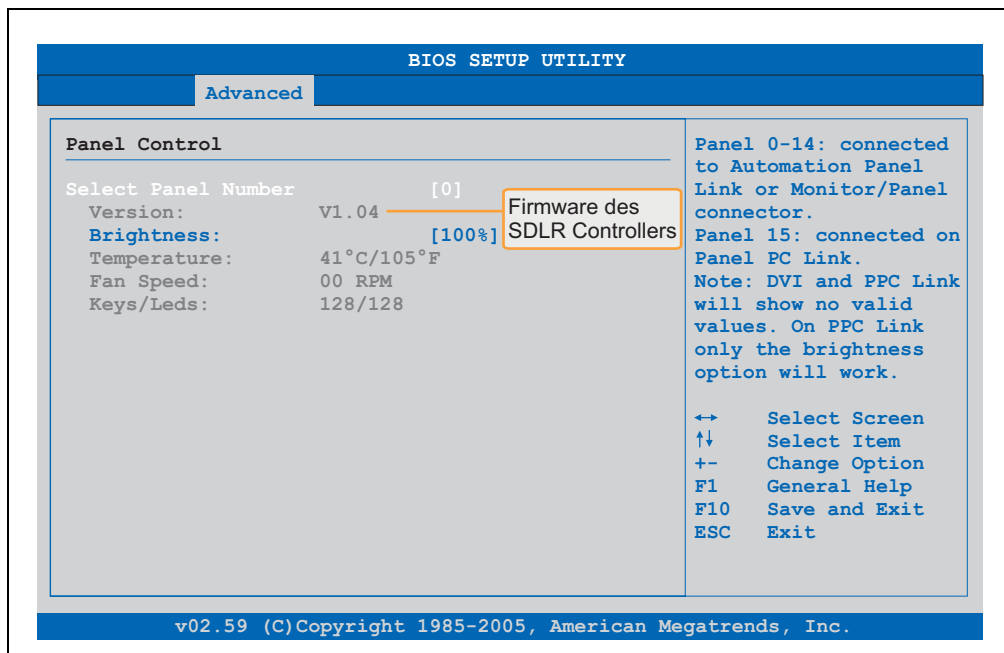 BIOS SETUP UTILITY
Advanced
Panel Control
Select Panel Number [0]
Version: V1.04
Firmware des
SDLR Controllers
Brightness: [100%]
Temperature: 41°C/105°F
Fan Speed: 00 RPM
Keys/Leds: 128/128
Panel 0-14: connected
to Automation Panel
Link or Monitor/Panel
connector.
Panel 15: connected on
Panel PC Link.
Note: DVI and PPC Link
will show no valid
values. On PPC Link
only the brightness
option will work.
↔ Select Screen
↑↓ Select Item
+- Change Option
F1 General Help
F10 Save and Exit
ESC Exit
v02.59 (C)Copyright 1985-2005, American Megatrends, Inc.